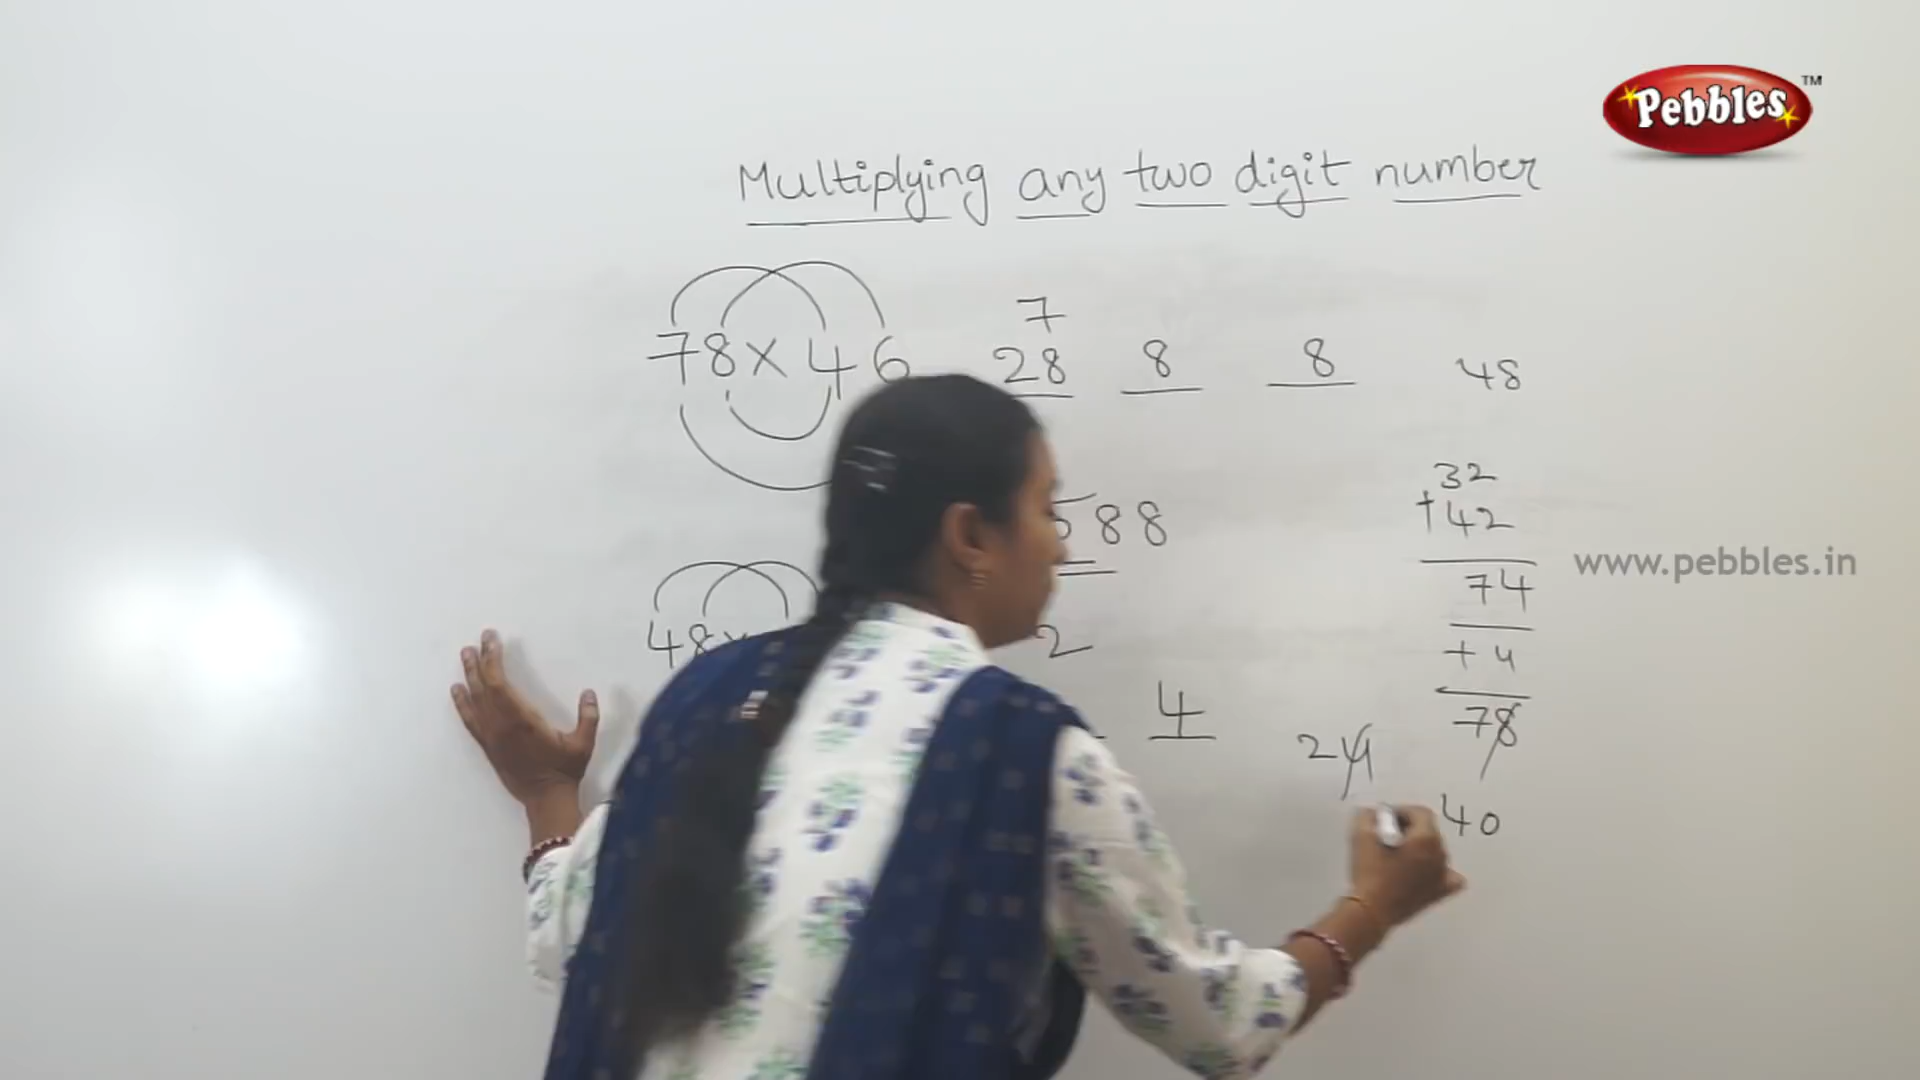 Pebbles TM
Multiplying any two digit number
7
78 x 46 28 8 8 48
32
+42
588
www.pebbles.in
74
48 2
+4
4
78
24
40